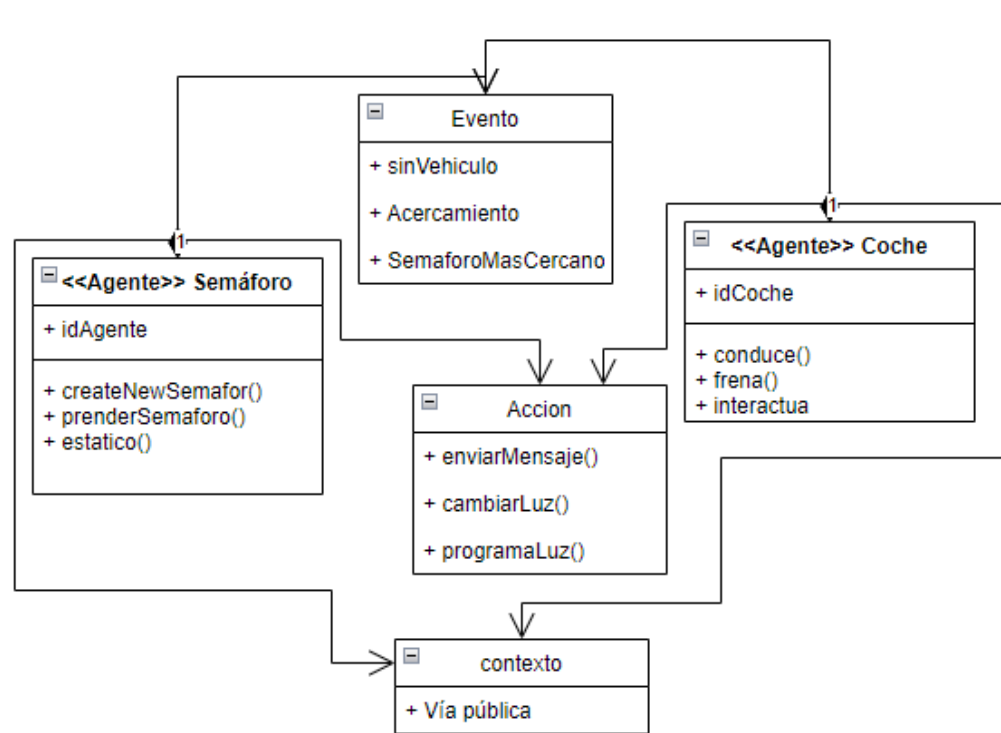 Evento
+ sinVehiculo
+ Acercamiento
+ SemaforoMasCercano
1
<<Agente>> Semáforo
+ idAgente
+ createNewSemafor()
+ prenderSemaforo()
+ estatico()
1
<<Agente>> Coche
+ idCoche
+ conduce()
+ frena()
+ interactua
Accion
+ enviarMensaje()
+ cambiarLuz()
+ programaLuz()
contexto
+ Vía pública